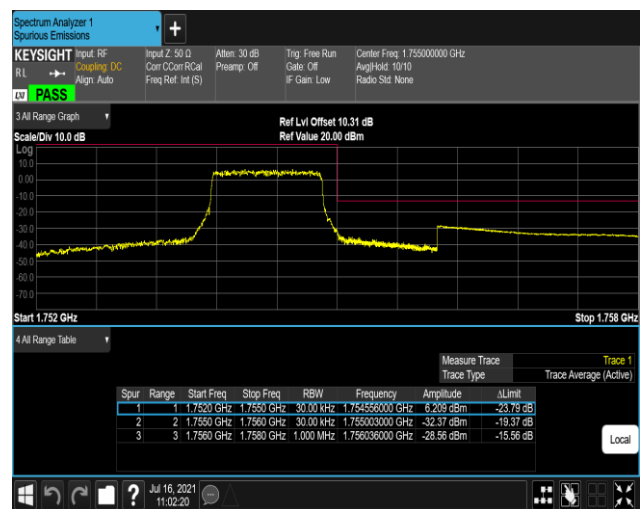 Spectrum Analyzer 1
Spurious Emissions
+
KEYSIGHT Input: RF Input Z: 50 Ω Atten: 30 dB Trig: Free Run Center Freq: 1.755000000 GHz
RL Coupling: DC Corr CCorr RCal Preamp: Off Gate: Off Avg|Hold: 10/10
Align: Auto Freq Ref: Int (S) IF Gain: Low Radio Std: None
LXI PASS
3 All Range Graph
Ref Lvl Offset 10.31 dB
Scale/Div 10.0 dB Ref Value 20.00 dBm
Log
10.0
0.00
-10.0
-20.0
-30.0
-40.0
-50.0
-60.0
-70.0
Start 1.752 GHz Stop 1.758 GHz
4 All Range Table
Measure Trace Trace 1
Trace Type Trace Average (Active)
Spur Range Start Freq Stop Freq RBW Frequency Amplitude ΔLimit
1 1 1.7520 GHz 1.7550 GHz 30.00 kHz 1.754556000 GHz 6.209 dBm -23.79 dB
2 2 1.7550 GHz 1.7560 GHz 30.00 kHz 1.755003000 GHz -32.37 dBm -19.37 dB
3 3 1.7560 GHz 1.7580 GHz 1.000 MHz 1.756036000 GHz -28.56 dBm -15.56 dB
Local
? Jul 16, 2021
11:02:20